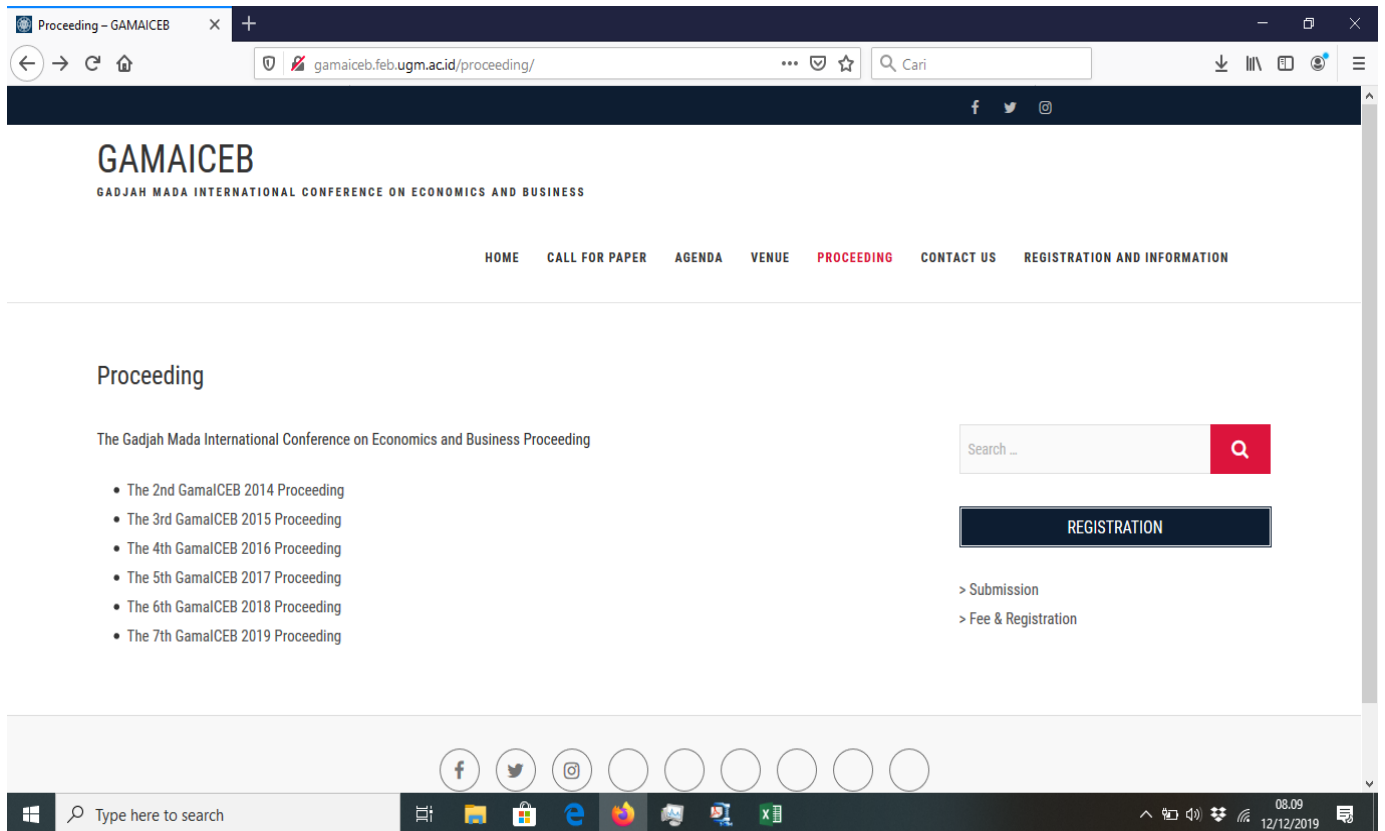 Proceeding – GAMAICEB
gamaiceb.feb.ugm.ac.id/proceeding/
Cari
GAMAICEB
GADJAH MADA INTERNATIONAL CONFERENCE ON ECONOMICS AND BUSINESS
HOME CALL FOR PAPER AGENDA VENUE PROCEEDING CONTACT US REGISTRATION AND INFORMATION
Proceeding
The Gadjah Mada International Conference on Economics and Business Proceeding
• The 2nd GamaICEB 2014 Proceeding
• The 3rd GamaICEB 2015 Proceeding
• The 4th GamaICEB 2016 Proceeding
• The 5th GamaICEB 2017 Proceeding
• The 6th GamaICEB 2018 Proceeding
• The 7th GamaICEB 2019 Proceeding
Search …
REGISTRATION
> Submission
> Fee & Registration
Type here to search
08.09
12/12/2019